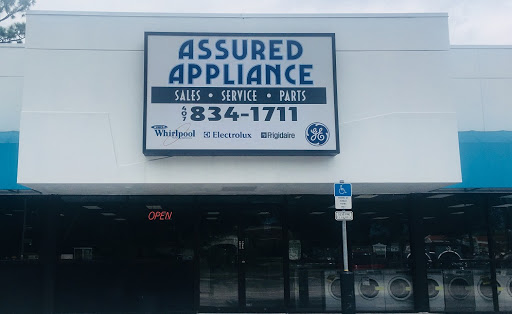 ASSURED
APPLIANCE
SALES • SERVICE • PARTS
407 834-1711
Whirlpool Electrolux Frigidaire GE
OPEN